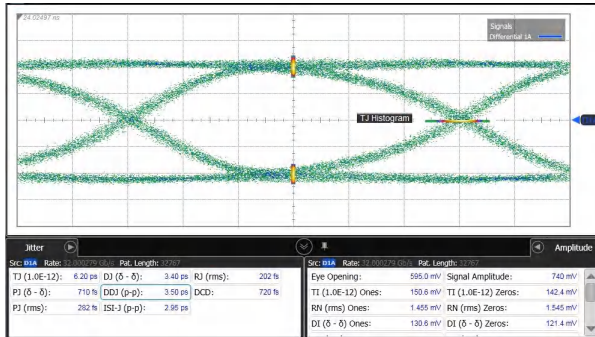 24.02497 ns
Signals
Differential 1A
TJ Histogram
Jitter
Amplitude
Src: D1A Rate: 32.000279 Gb/s Pat. Length: 32767
TJ (1.0E-12): 6.20 ps DJ (δ - δ): 3.40 ps RJ (rms): 202 fs
PJ (δ - δ): 710 fs DDJ (p-p): 3.50 ps DCD: 720 fs
PJ (rms): 282 fs ISI-J (p-p): 2.95 ps
Src: D1A Rate: 32.000279 Gb/s Pat. Length: 32767
Eye Opening: 595.0 mV Signal Amplitude: 740 mV
TI (1.0E-12) Ones: 150.6 mV TI (1.0E-12) Zeros: 142.4 mV
RN (rms) Ones: 1.455 mV RN (rms) Zeros: 1.545 mV
DI (δ - δ) Ones: 130.6 mV DI (δ - δ) Zeros: 121.4 mV